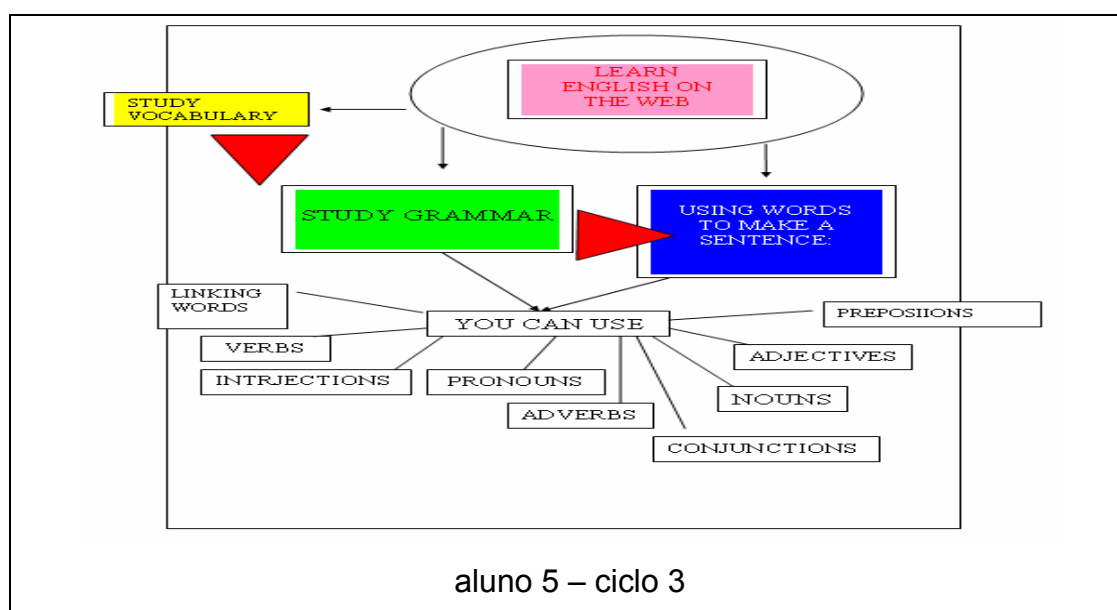 LEARN
ENGLISH ON
THE WEB
STUDY
VOCABULARY
STUDY GRAMMAR
USING WORDS
TO MAKE A
SENTENCE:
LINKING
WORDS
YOU CAN USE
PREPOSIIONS
VERBS
ADJECTIVES
INTRJECTIONS
PRONOUNS
NOUNS
ADVERBS
CONJUNCTIONS
aluno 5 – ciclo 3